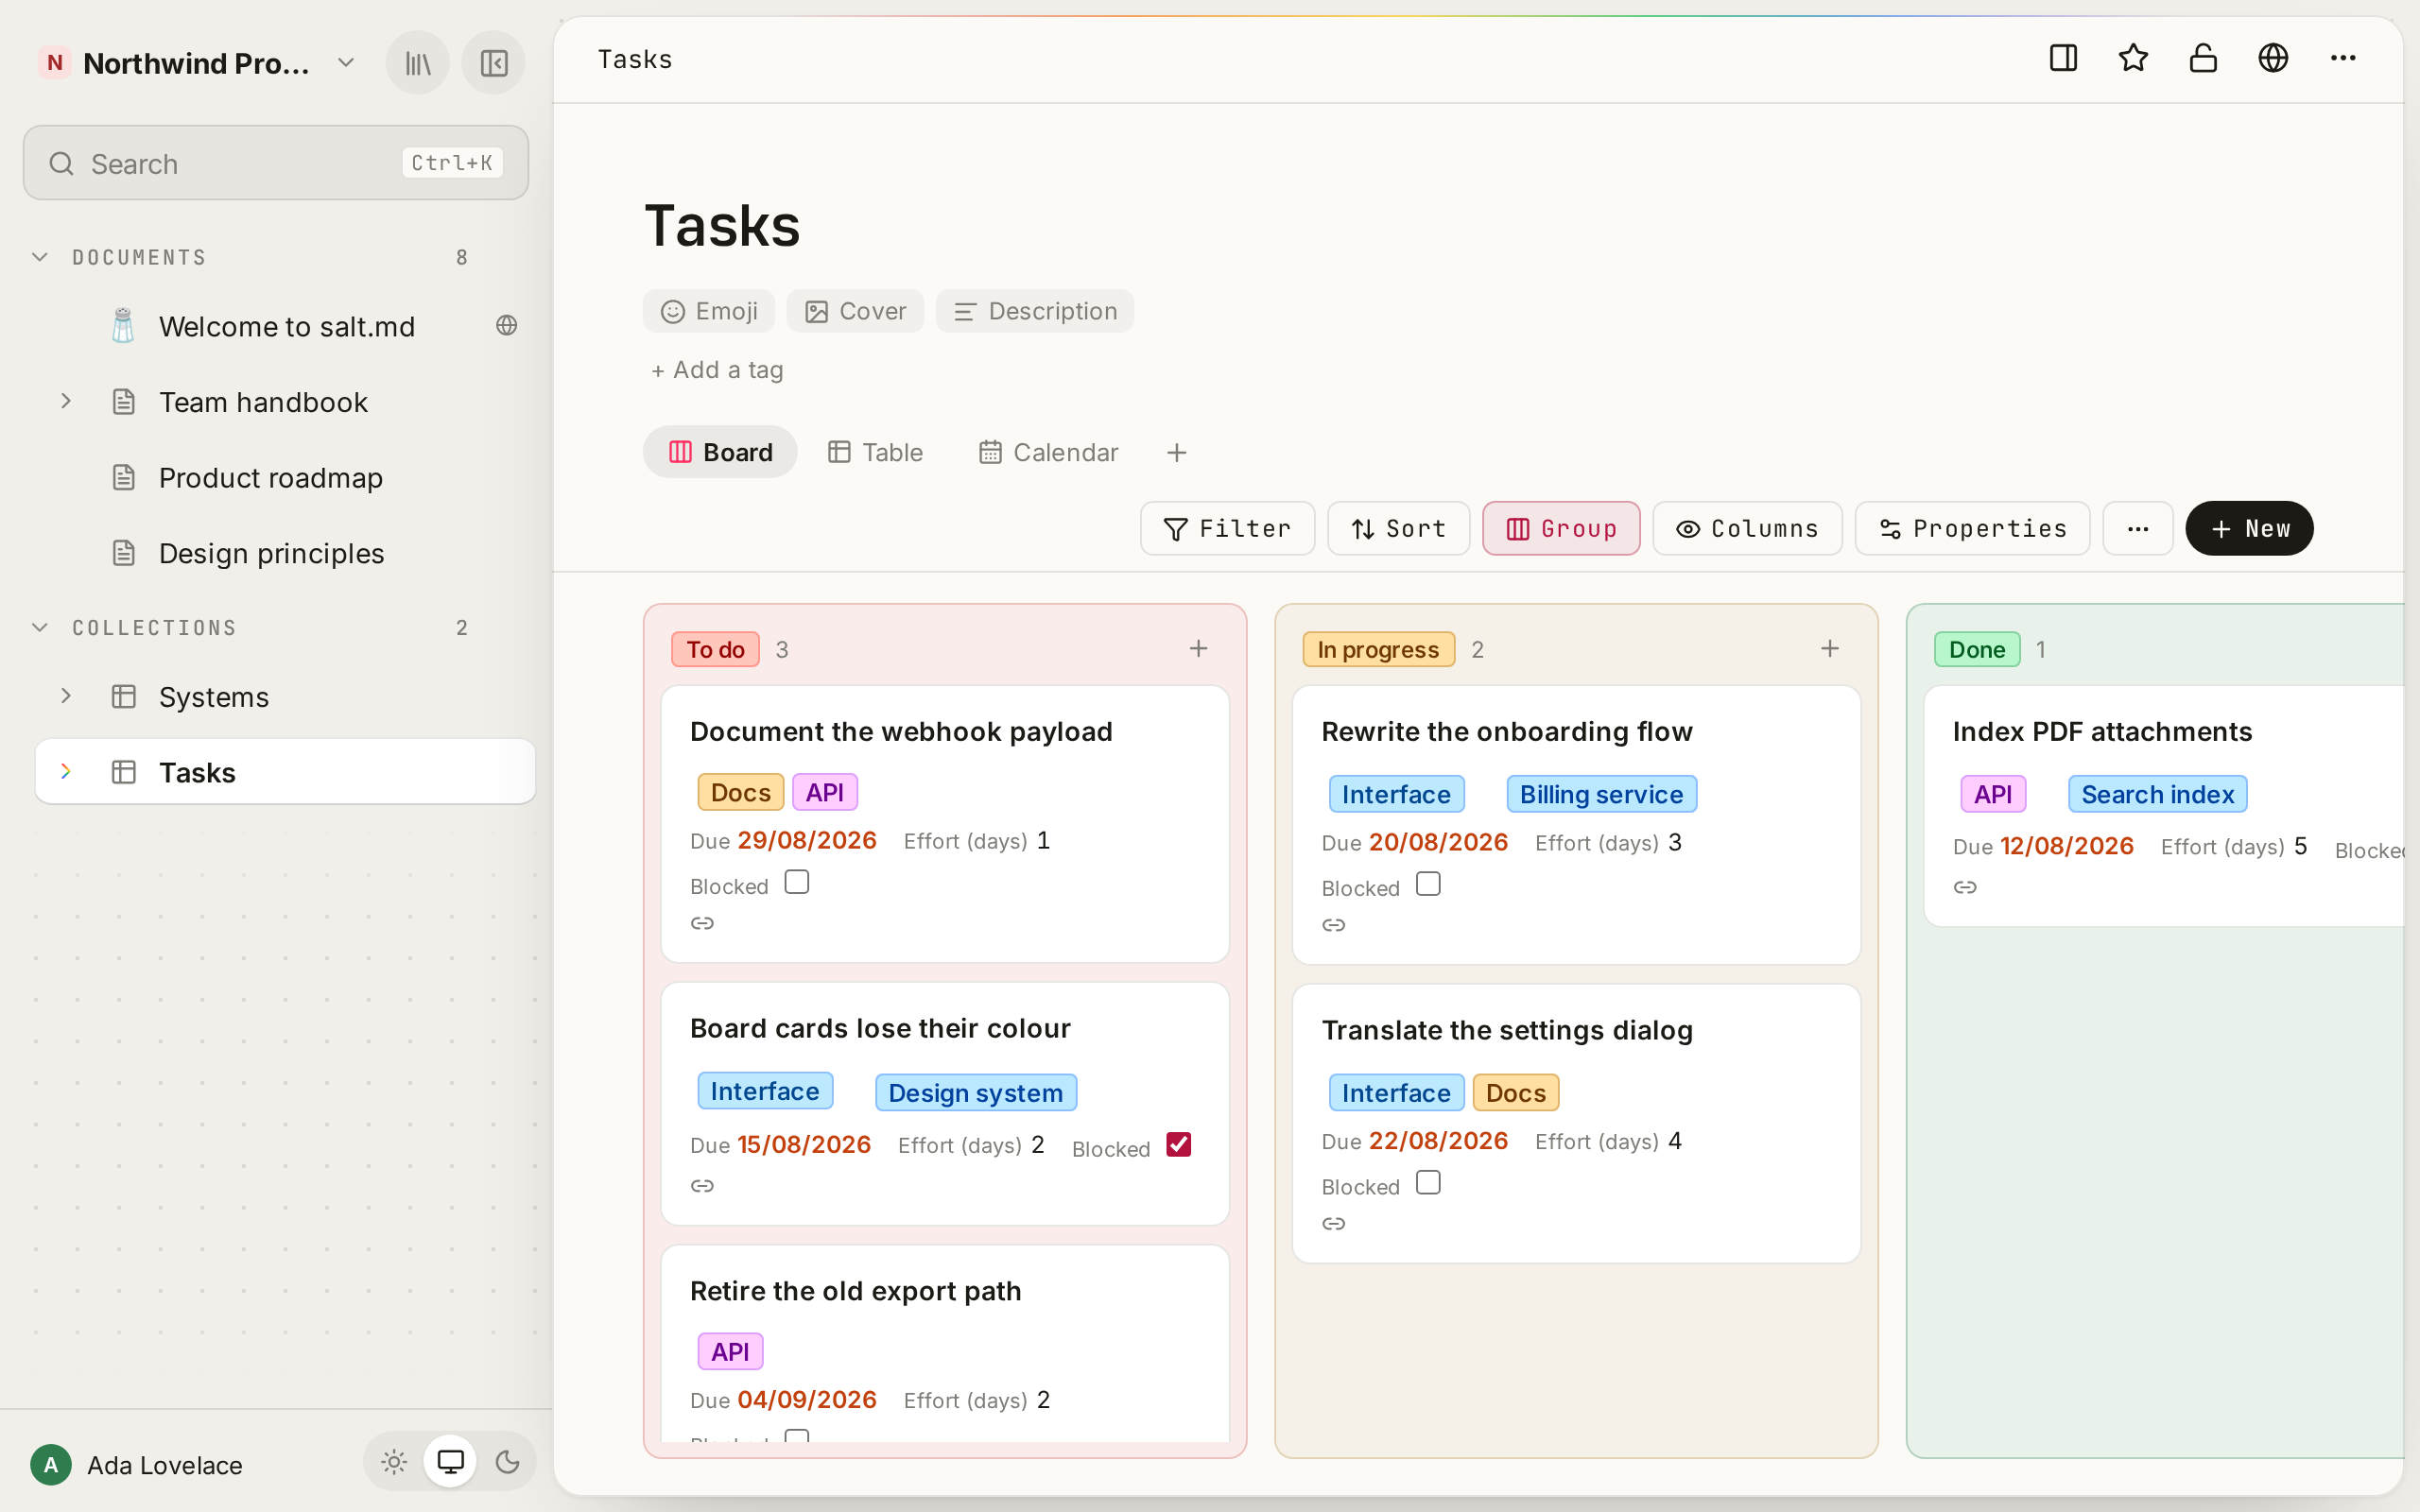 N Northwind Pro...
Search Ctrl+K
DOCUMENTS 8
Welcome to salt.md
Team handbook
Product roadmap
Design principles
COLLECTIONS 2
Systems
Tasks
A Ada Lovelace
Tasks
Tasks
Emoji Cover Description
+ Add a tag
Board Table Calendar
Filter Sort Group Columns Properties New
To do 3
Document the webhook payload
Docs API
Due 29/08/2026 Effort (days) 1
Blocked
Board cards lose their colour
Interface Design system
Due 15/08/2026 Effort (days) 2 Blocked
Retire the old export path
API
Due 04/09/2026 Effort (days) 2
In progress 2
Rewrite the onboarding flow
Interface Billing service
Due 20/08/2026 Effort (days) 3
Blocked
Translate the settings dialog
Interface Docs
Due 22/08/2026 Effort (days) 4
Blocked
Done 1
Index PDF attachments
API Search index
Due 12/08/2026 Effort (days) 5